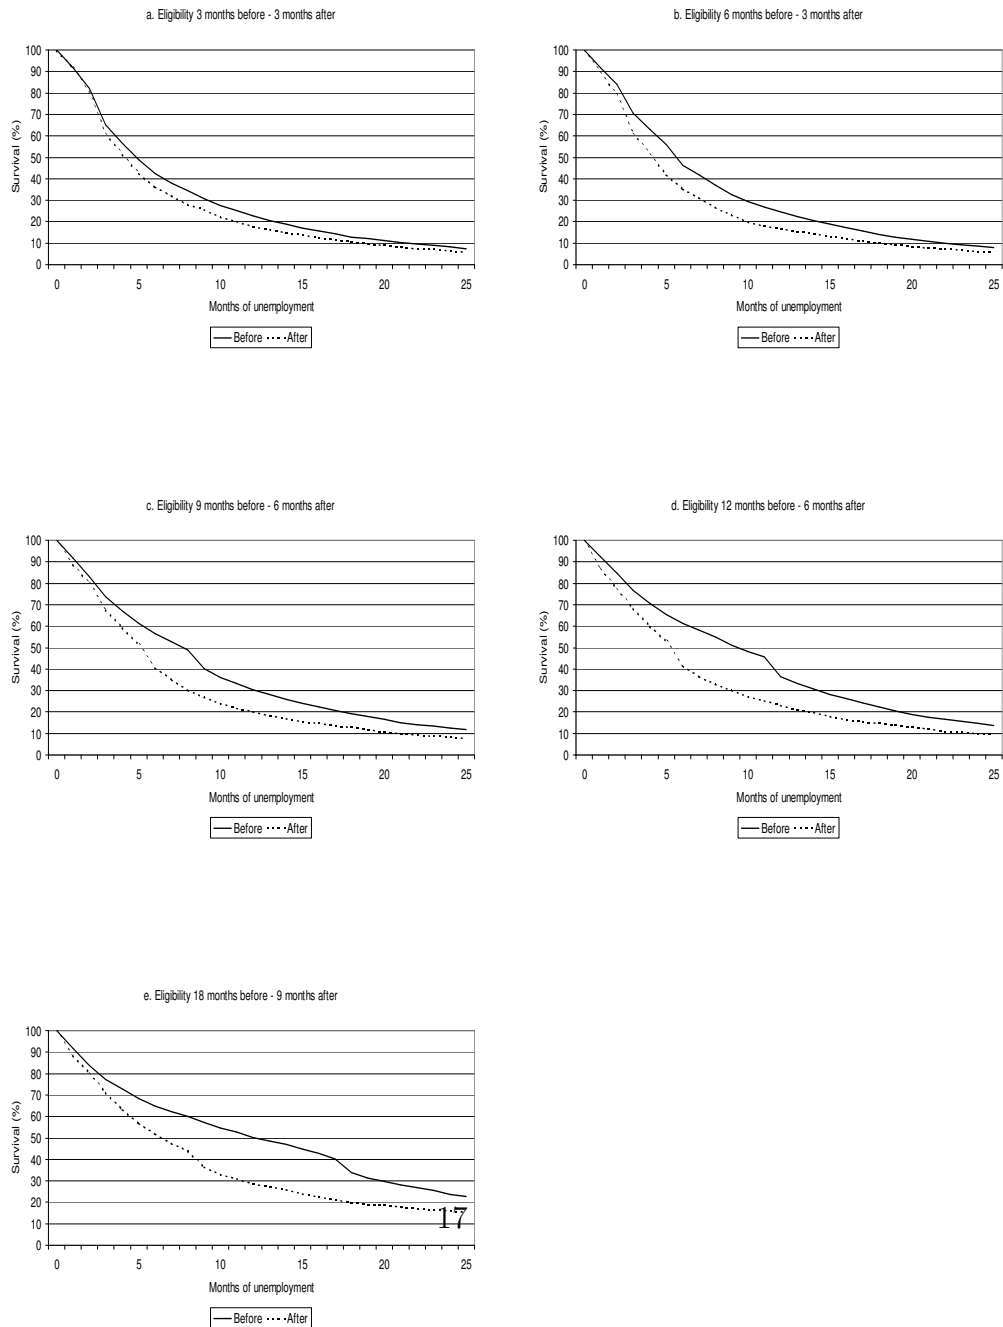 a. Eligibility 3 months before - 3 months after
100
90
80
70
60
50
40
30
20
10
0
Survival (%)
0 5 10 15 20 25
Months of unemployment
Before After
b. Eligibility 6 months before - 3 months after
100
90
80
70
60
50
40
30
20
10
0
Survival (%)
0 5 10 15 20 25
Months of unemployment
Before After
c. Eligibility 9 months before - 6 months after
100
90
80
70
60
50
40
30
20
10
0
Survival (%)
0 5 10 15 20 25
Months of unemployment
Before After
d. Eligibility 12 months before - 6 months after
100
90
80
70
60
50
40
30
20
10
0
Survival (%)
0 5 10 15 20 25
Months of unemployment
Before After
e. Eligibility 18 months before - 9 months after
100
90
80
70
60
50
40
30
20
10
0
Survival (%)
17
0 5 10 15 20 25
Months of unemployment
Before After